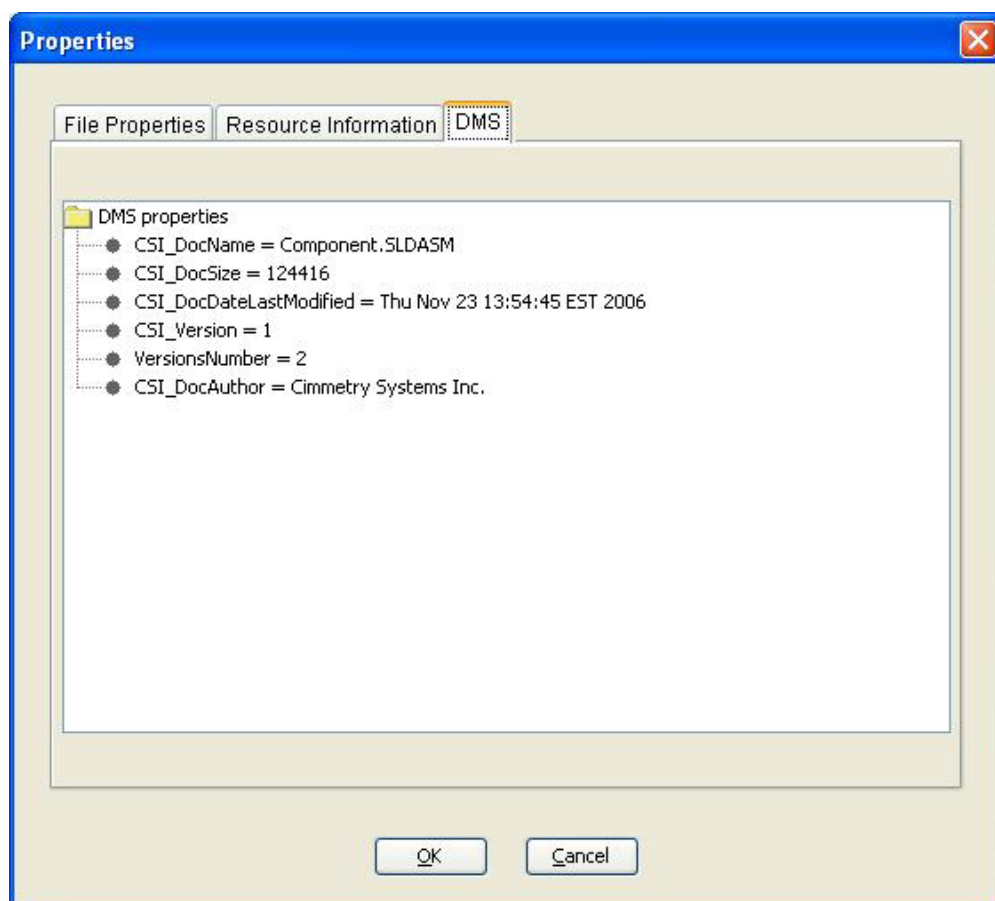 Properties
File Properties Resource Information DMS
DMS properties
CSI_DocName = Component.SLDASM
CSI_DocSize = 124416
CSI_DocDateLastModified = Thu Nov 23 13:54:45 EST 2006
CSI_Version = 1
VersionsNumber = 2
CSI_DocAuthor = Cimmetry Systems Inc.
OK Cancel